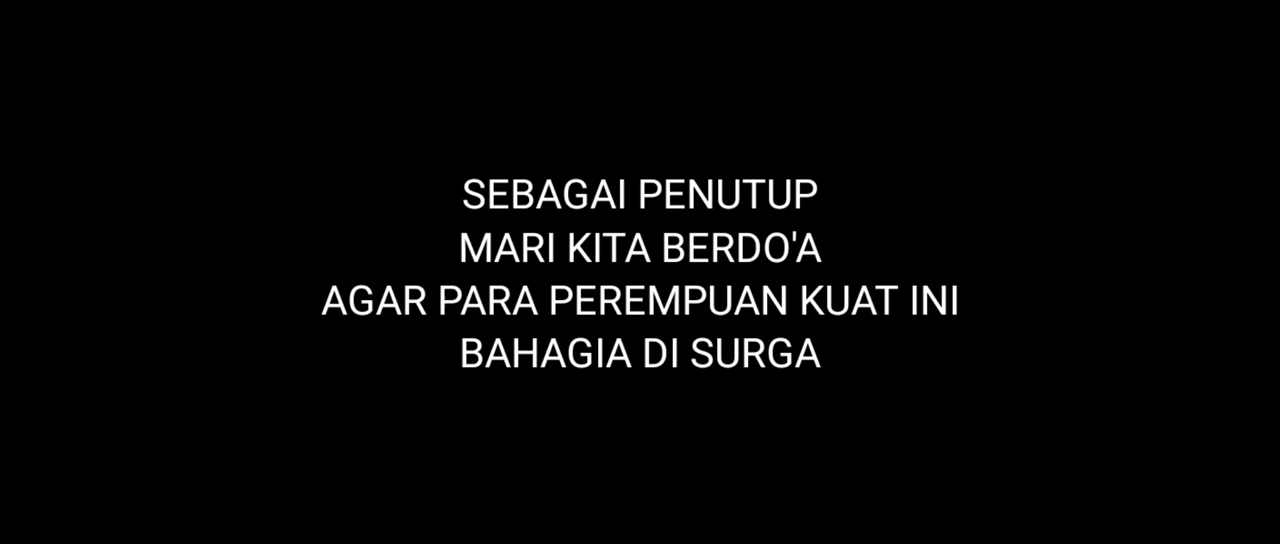 SEBAGAI PENUTUP
MARI KITA BERDO'A
AGAR PARA PEREMPUAN KUAT INI
BAHAGIA DI SURGA